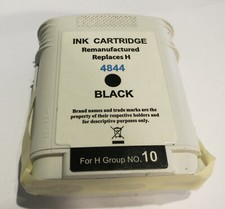 INK CARTRIDGE
Remanufactured
Replaces H
4844
BLACK
Brand names and trade marks are the
property of their respective holders and
for descriptive purposes only.
For H Group NO. 10